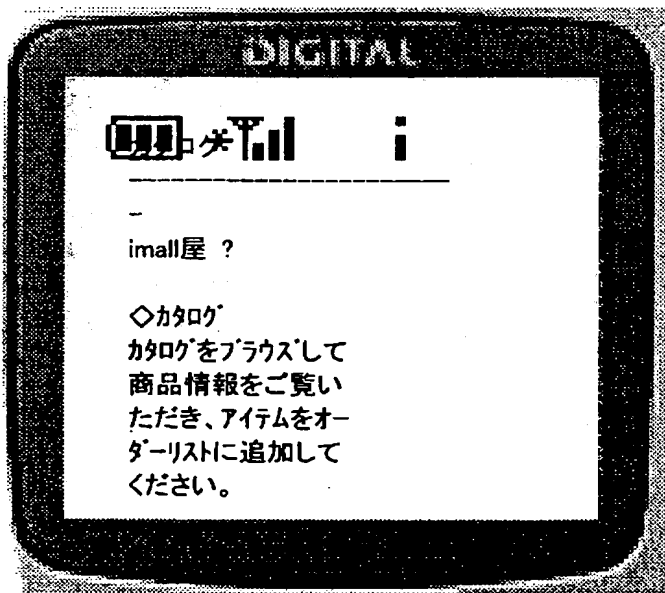 DIGITAL
imall屋 ?
◇ｶﾀﾛｸﾞ
ｶﾀﾛｸﾞをﾌﾞﾗｳｽﾞして
商品情報をご覧い
ただき、ｱｲﾃﾑをｵｰ
ﾀﾞｰﾘｽﾄに追加して
ください。